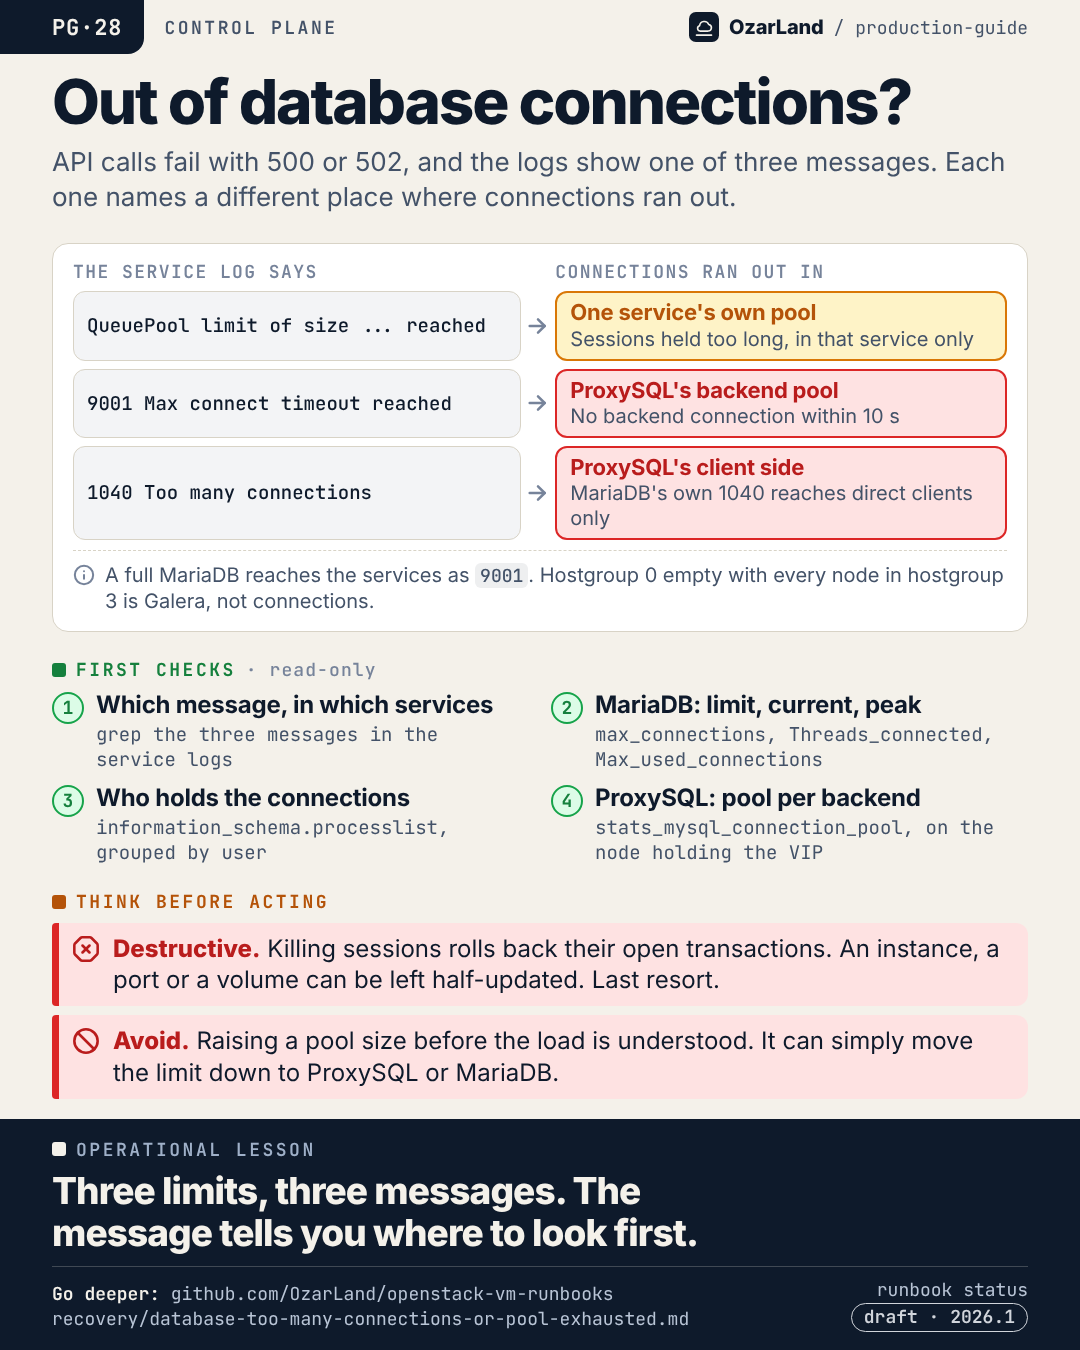 PG·28 CONTROL PLANE
OzarLand / production-guide
Out of database connections?
API calls fail with 500 or 502, and the logs show one of three messages. Each
one names a different place where connections ran out.
THE SERVICE LOG SAYS
CONNECTIONS RAN OUT IN
QueuePool limit of size ... reached
One service's own pool
Sessions held too long, in that service only
9001 Max connect timeout reached
ProxySQL's backend pool
No backend connection within 10 s
1040 Too many connections
ProxySQL's client side
MariaDB's own 1040 reaches direct clients
only
A full MariaDB reaches the services as 9001. Hostgroup 0 empty with every node in hostgroup
3 is Galera, not connections.
FIRST CHECKS · read-only
1 Which message, in which services
grep the three messages in the
service logs
2 MariaDB: limit, current, peak
max_connections, Threads_connected,
Max_used_connections
3 Who holds the connections
information_schema.processlist,
grouped by user
4 ProxySQL: pool per backend
stats_mysql_connection_pool, on the
node holding the VIP
THINK BEFORE ACTING
Destructive. Killing sessions rolls back their open transactions. An instance, a
port or a volume can be left half-updated. Last resort.
Avoid. Raising a pool size before the load is understood. It can simply move
the limit down to ProxySQL or MariaDB.
OPERATIONAL LESSON
Three limits, three messages. The
message tells you where to look first.
Go deeper: github.com/OzarLand/openstack-vm-runbooks
recovery/database-too-many-connections-or-pool-exhausted.md
runbook status
draft · 2026.1